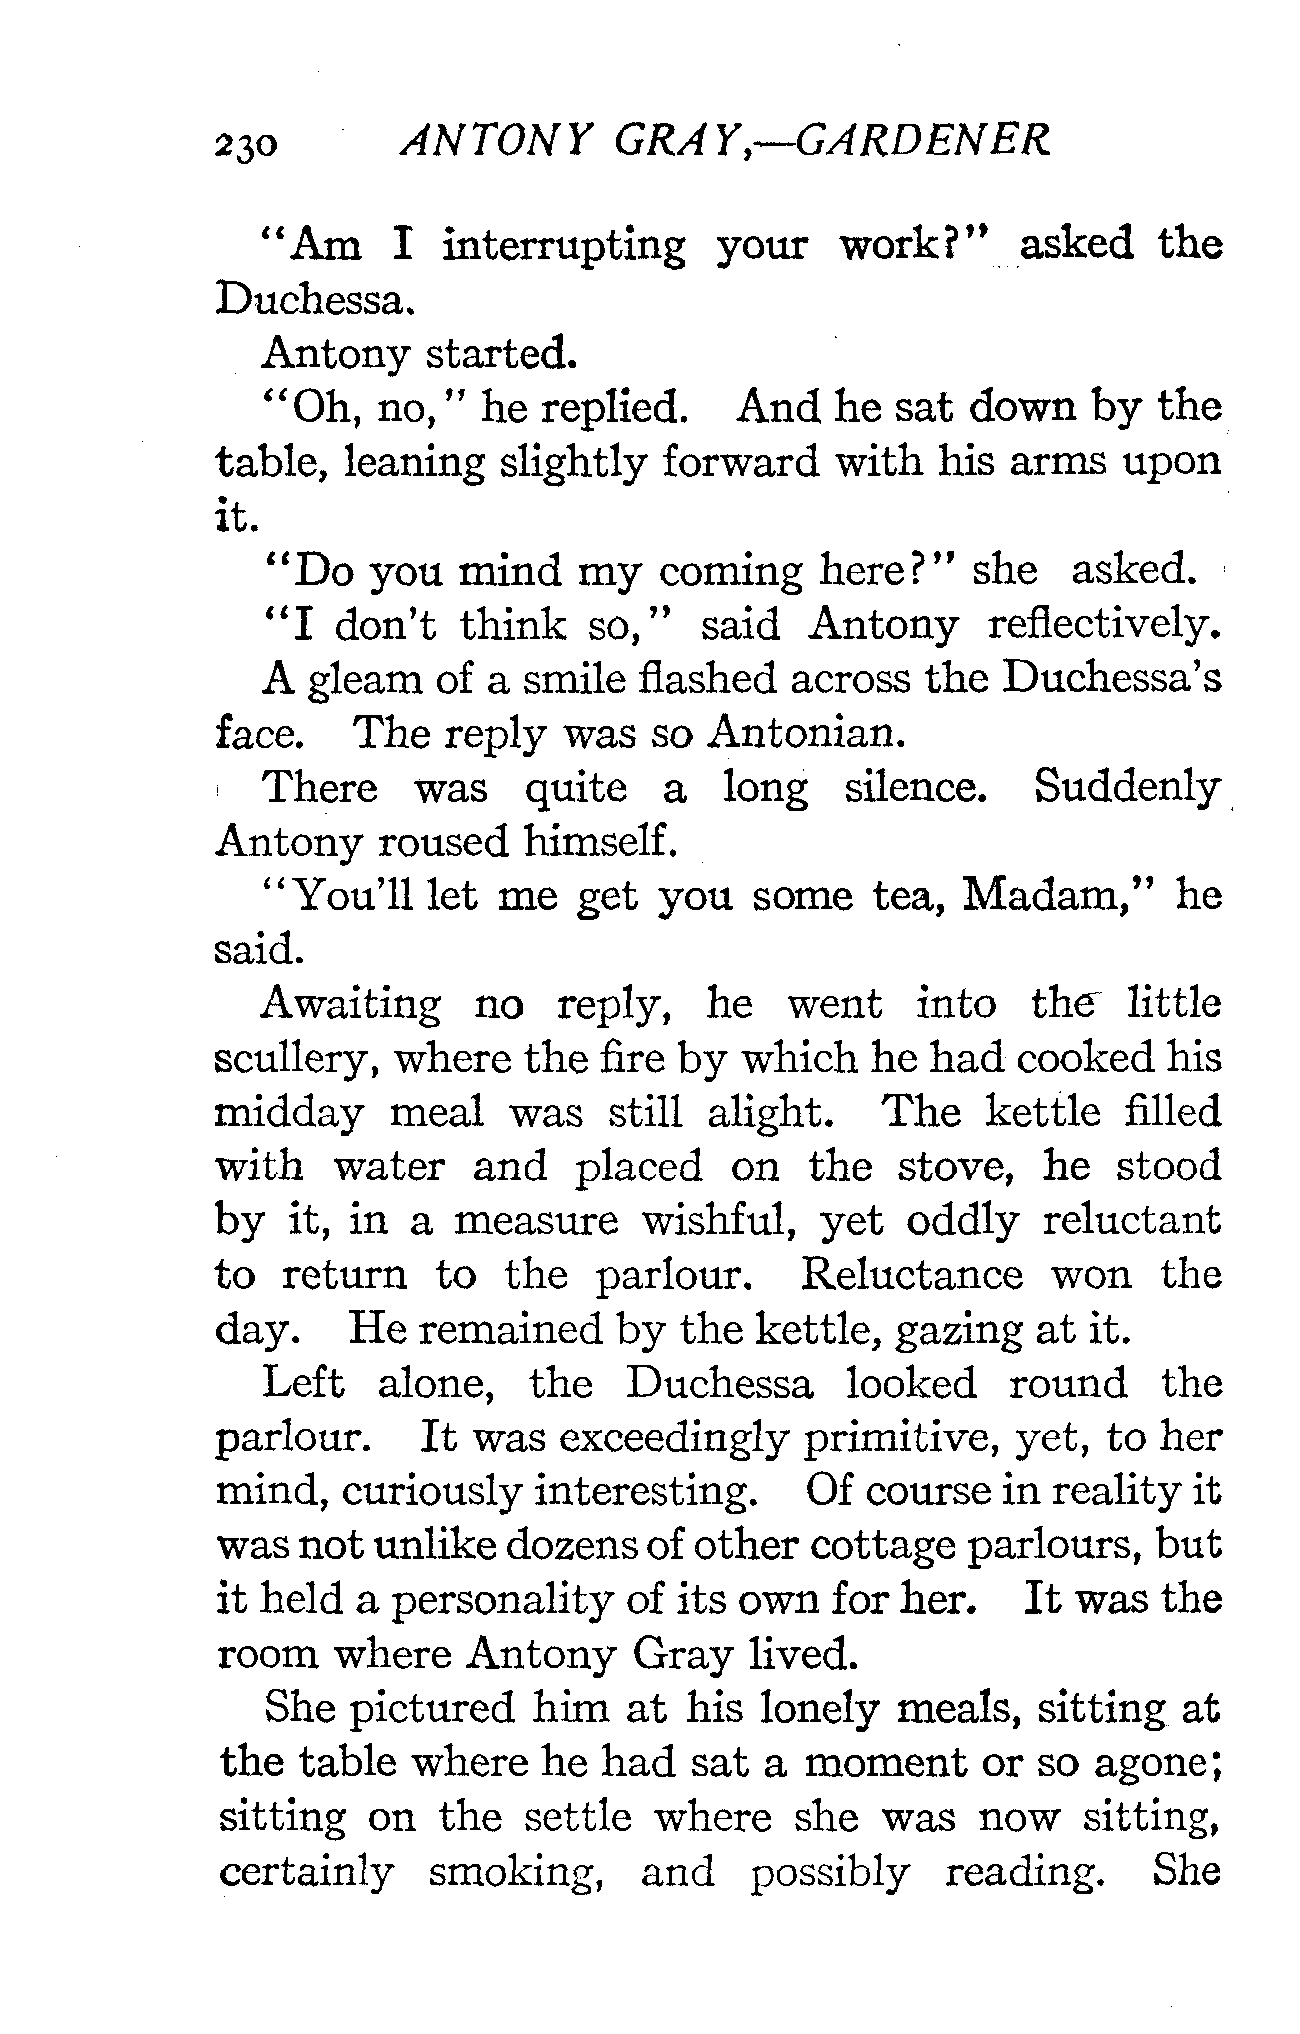 230 ANTONY GRAY,—GARDENER
"Am I interrupting your work?" asked the
Duchessa.
Antony started.
"Oh, no," he replied. And he sat down by the
table, leaning slightly forward with his arms upon
it.
"Do you mind my coming here?" she asked.
"I don't think so," said Antony reflectively.
A gleam of a smile flashed across the Duchessa's
face. The reply was so Antonian.
There was quite a long silence. Suddenly
Antony roused himself.
"You'll let me get you some tea, Madam," he
said.
Awaiting no reply, he went into the little
scullery, where the fire by which he had cooked his
midday meal was still alight. The kettle filled
with water and placed on the stove, he stood
by it, in a measure wishful, yet oddly reluctant
to return to the parlour. Reluctance won the
day. He remained by the kettle, gazing at it.
Left alone, the Duchessa looked round the
parlour. It was exceedingly primitive, yet, to her
mind, curiously interesting. Of course in reality it
was not unlike dozens of other cottage parlours, but
it held a personality of its own for her. It was the
room where Antony Gray lived.
She pictured him at his lonely meals, sitting at
the table where he had sat a moment or so agone;
sitting on the settle where she was now sitting,
certainly smoking, and possibly reading. She